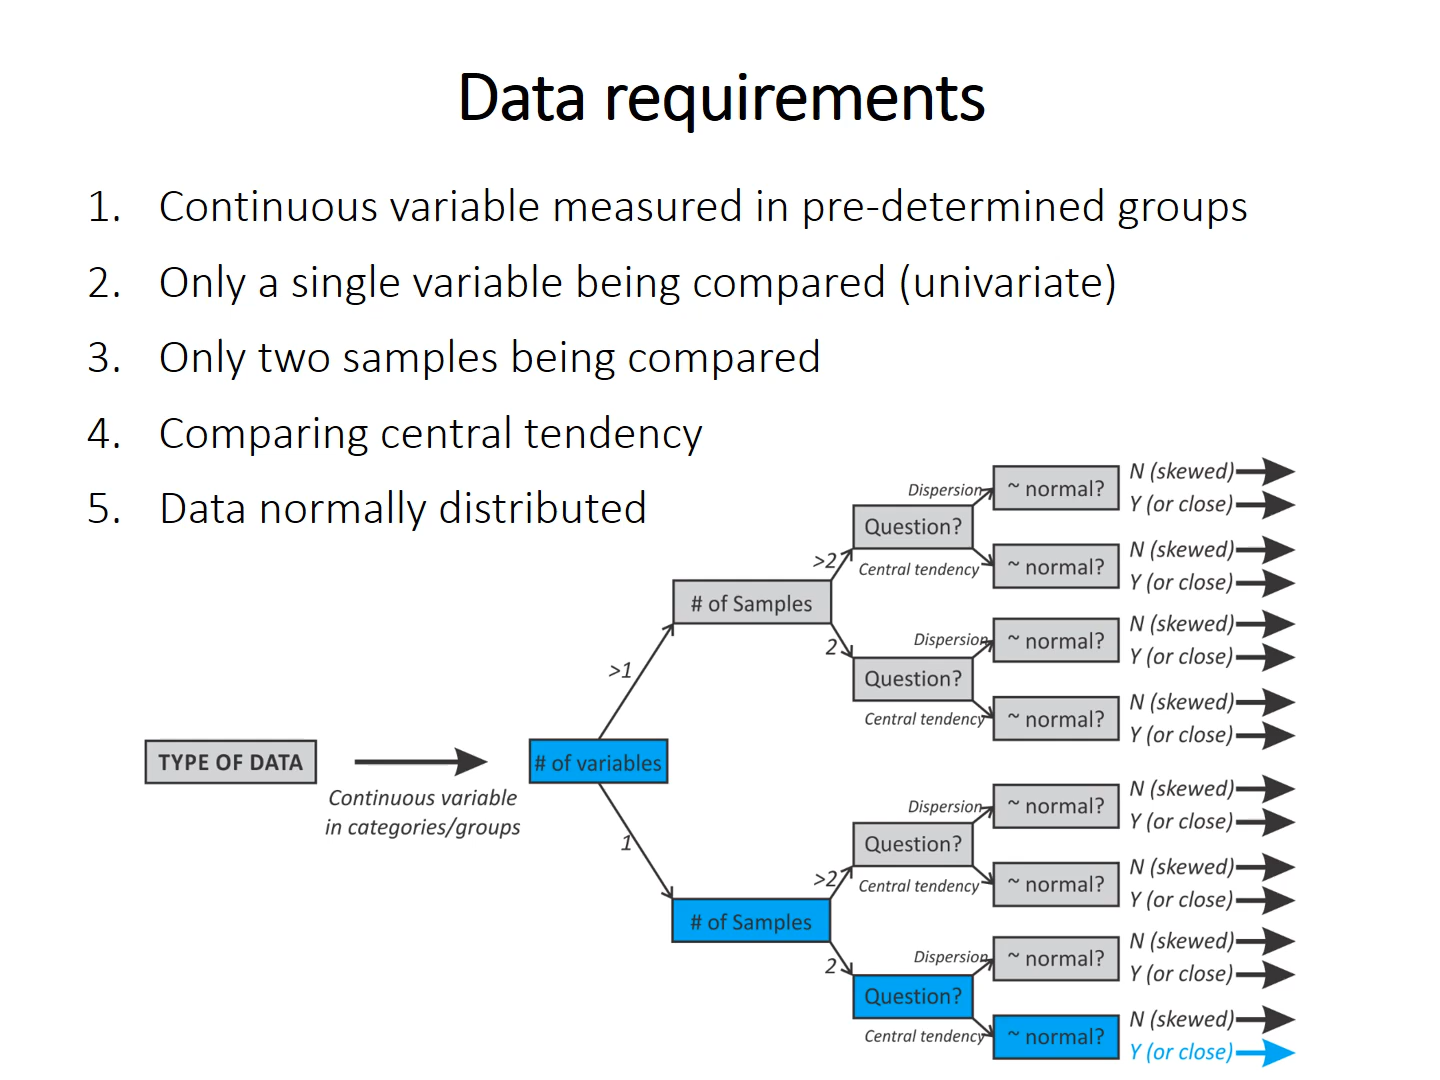 Data requirements
1. Continuous variable measured in pre-determined groups
2. Only a single variable being compared (univariate)
3. Only two samples being compared
4. Comparing central tendency
5. Data normally distributed
N (skewed)
Dispersion
~ normal?
Y (or close)
Question?
N (skewed)
>2
Central tendency
~ normal?
Y (or close)
# of Samples
N (skewed)
2
Dispersion
~ normal?
Y (or close)
>1
Question?
N (skewed)
Central tendency
~ normal?
Y (or close)
TYPE OF DATA
# of variables
Continuous variable
in categories/groups
N (skewed)
Dispersion
~ normal?
Y (or close)
1
Question?
N (skewed)
>2
Central tendency
~ normal?
Y (or close)
# of Samples
N (skewed)
2
Dispersion
~ normal?
Y (or close)
Question?
N (skewed)
Central tendency
~ normal?
Y (or close)